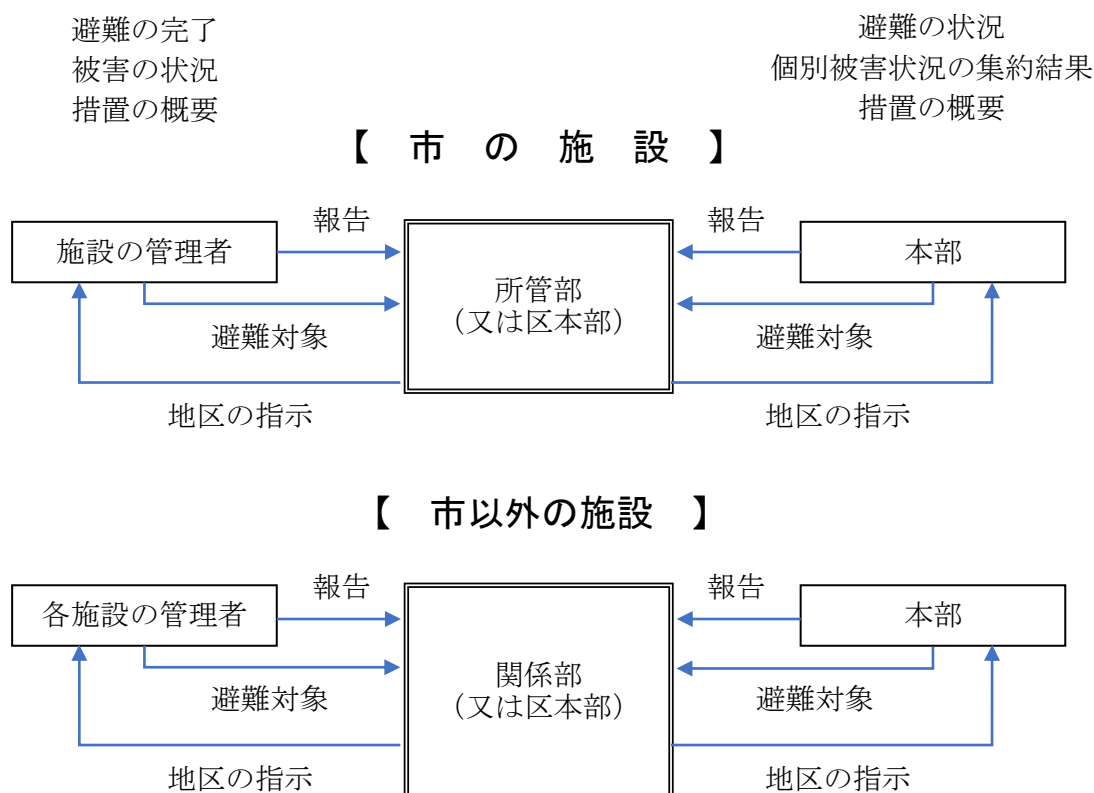 避難の完了
被害の状況
措置の概要
避難の状況
個別被害状況の集約結果
措置の概要
【　市　の　施　設　】
施設の管理者
報告
避難対象
地区の指示
所管部
（又は区本部）
報告
本部
避難対象
地区の指示
【　市以外の施設　】
各施設の管理者
報告
避難対象
地区の指示
関係部
（又は区本部）
報告
本部
避難対象
地区の指示